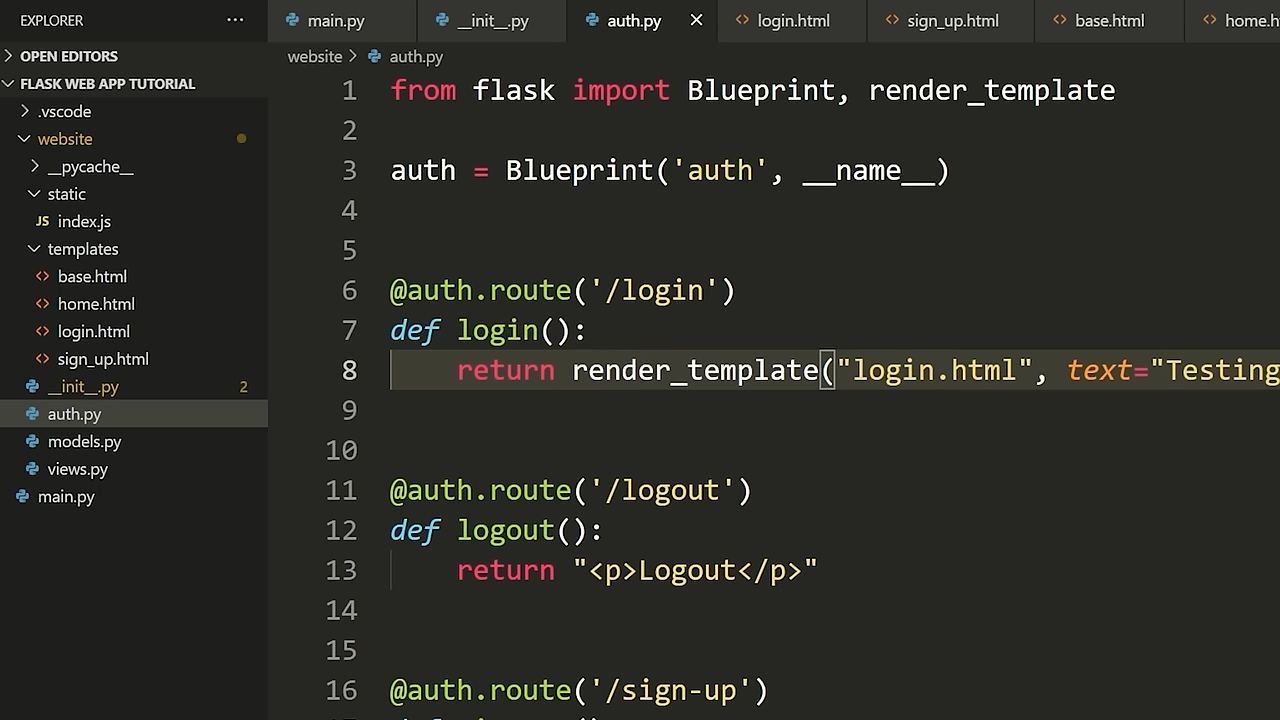 EXPLORER ...
OPEN EDITORS
FLASK WEB APP TUTORIAL
.vscode
website
__pycache__
static
JS index.js
templates
base.html
home.html
login.html
sign_up.html
__init__.py 2
auth.py
models.py
views.py
main.py
main.py __init__.py auth.py login.html sign_up.html base.html home.h
website > auth.py
1 from flask import Blueprint, render_template
2
3 auth = Blueprint('auth', __name__)
4
5
6 @auth.route('/login')
7 def login():
8 return render_template("login.html", text="Testing
9
10
11 @auth.route('/logout')
12 def logout():
13 return "<p>Logout</p>"
14
15
16 @auth.route('/sign-up')